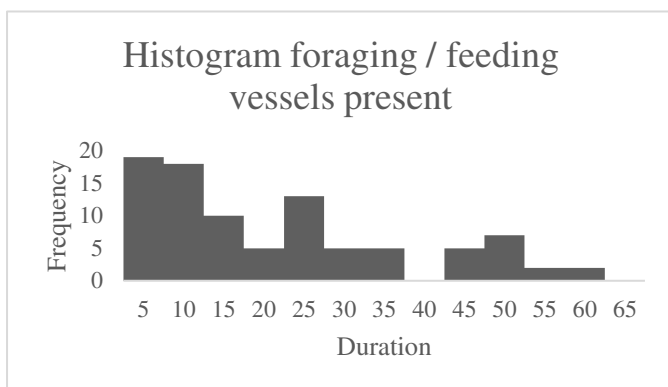 Histogram foraging / feeding
vessels present
20
15
10
5
0
Frequency
5 10 15 20 25 30 35 40 45 50 55 60 65
Duration